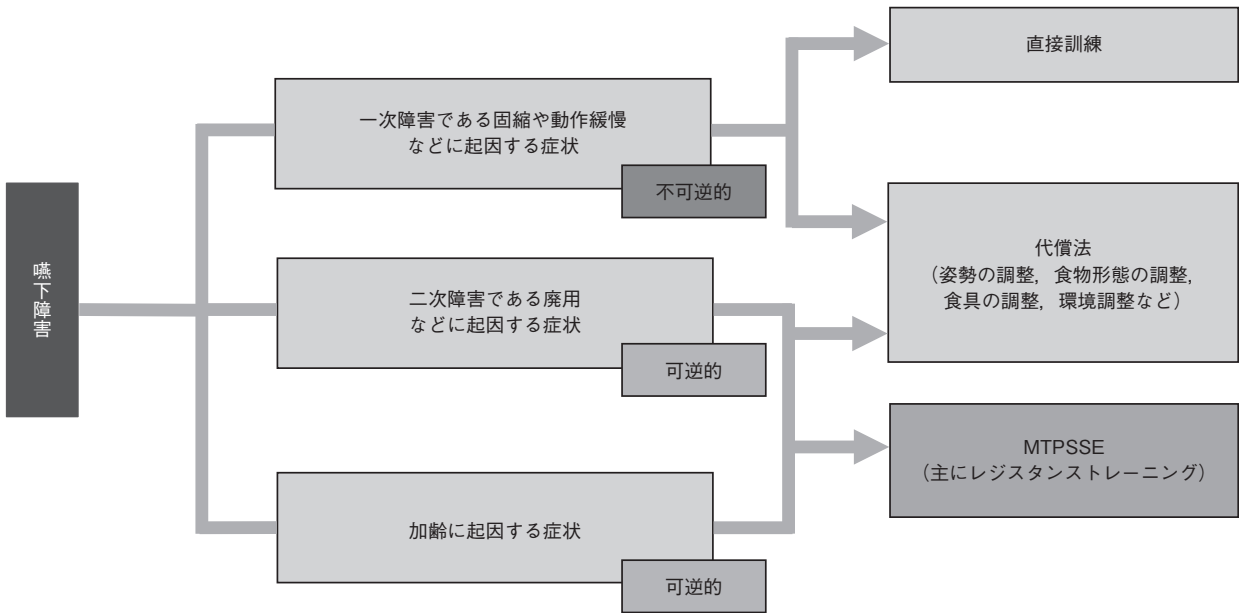 嚥下障害
一次障害である固縮や動作緩慢
などに起因する症状
不可逆的
二次障害である廃用
などに起因する症状
可逆的
加齢に起因する症状
可逆的
直接訓練
代償法
（姿勢の調整，食物形態の調整，
食具の調整，環境調整など）
MTPSSE
（主にレジスタンストレーニング）